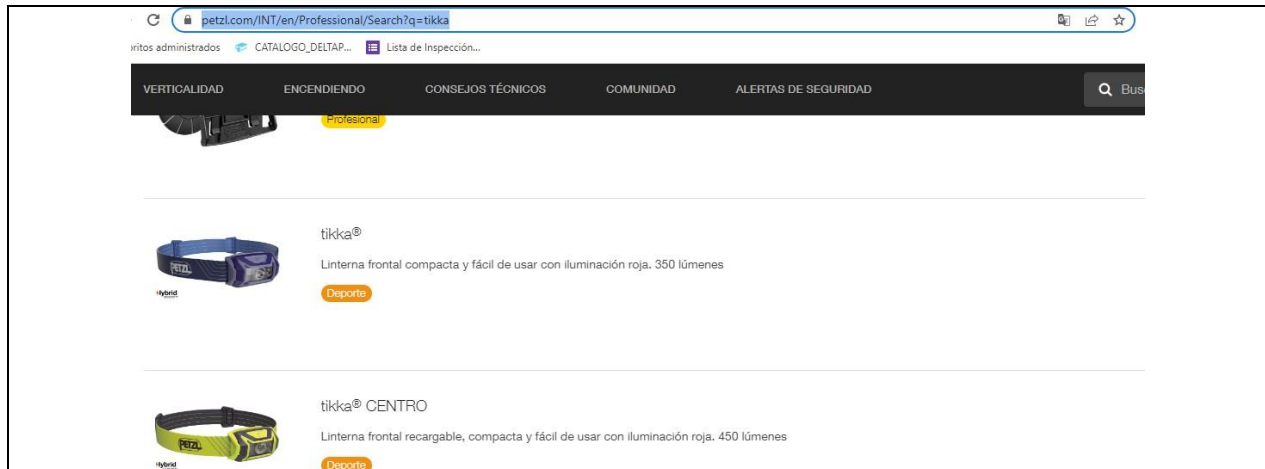 petzl.com/INT/en/Professional/Search?q=tikka
oritos administrados CATALOGO_DELTAP... Lista de Inspección...
VERTICALIDAD ENCENDIENDO CONSEJOS TÉCNICOS COMUNIDAD ALERTAS DE SEGURIDAD Bus
Profesional
tikka®
PETZL
Linterna frontal compacta y fácil de usar con iluminación roja. 350 lúmenes
Hybrid
Deporte
tikka® CENTRO
PETZL
Linterna frontal recargable, compacta y fácil de usar con iluminación roja. 450 lúmenes
Hybrid
Deporte